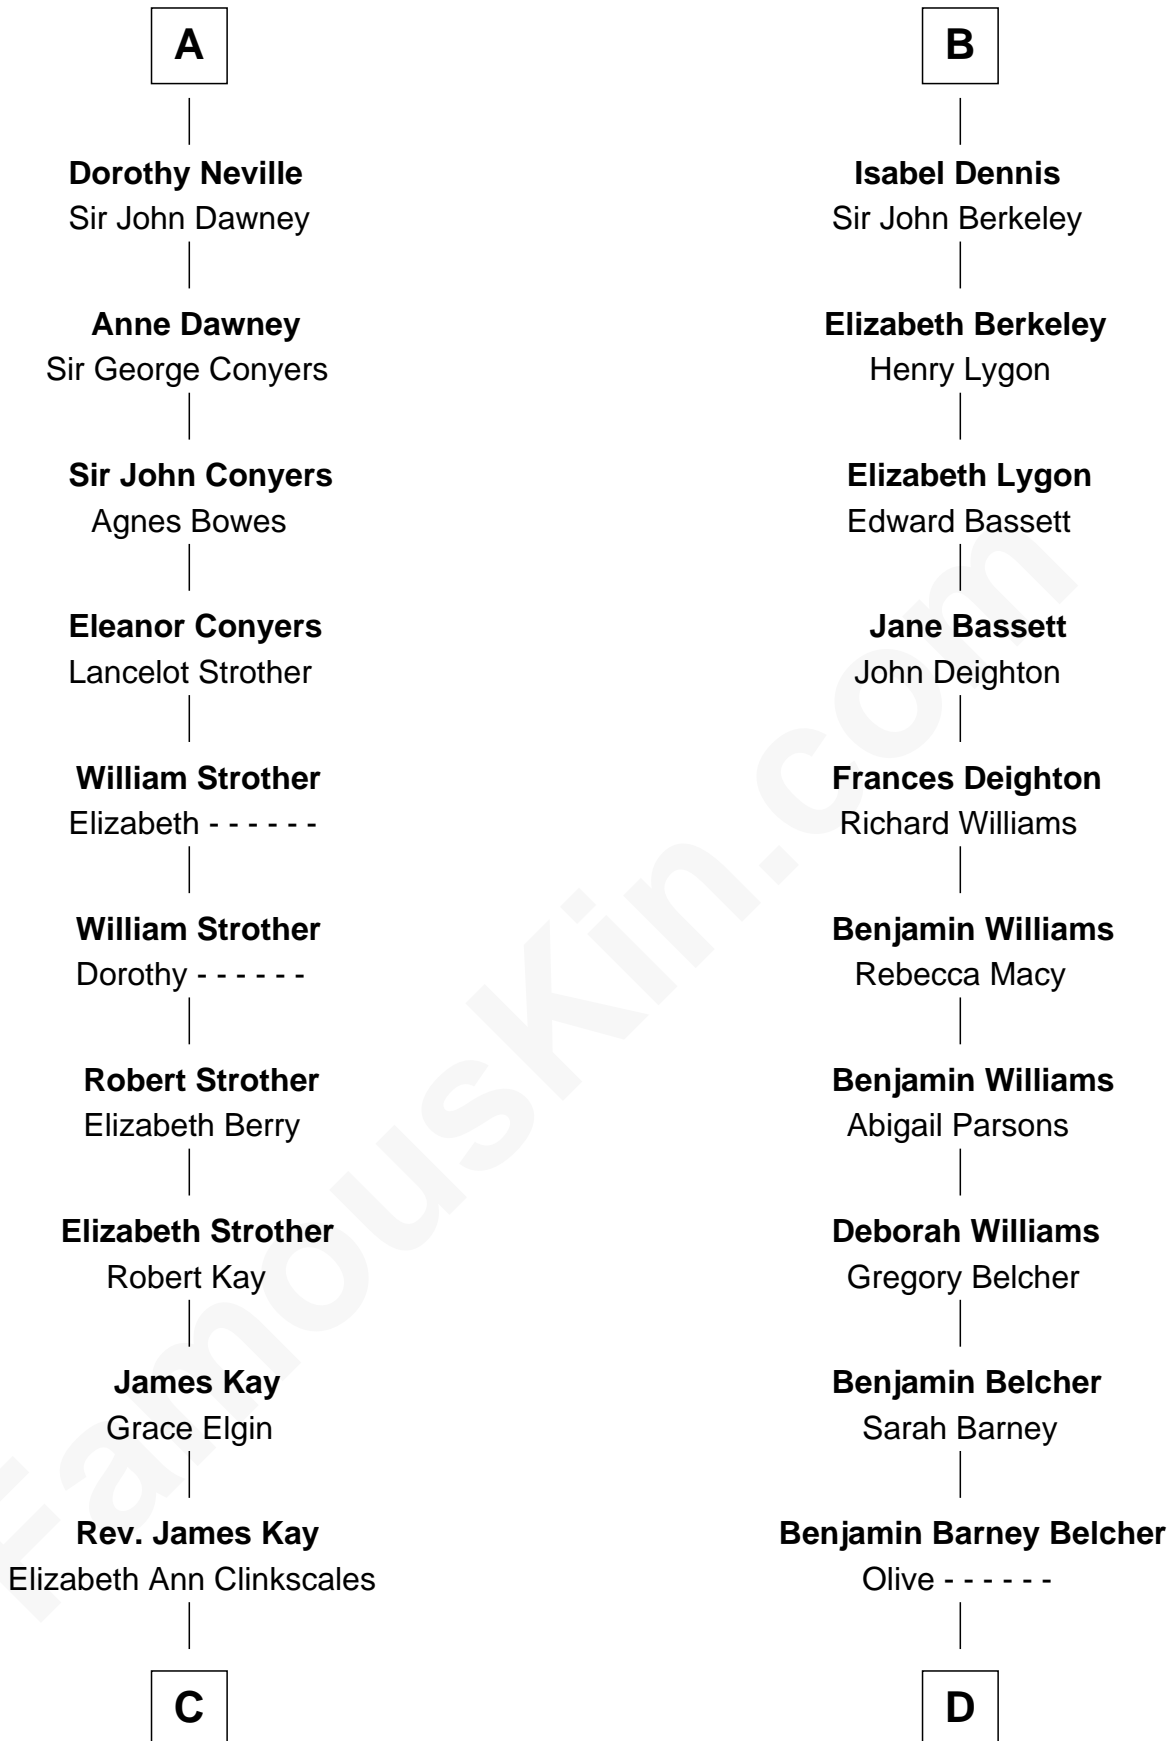 A
Dorothy Neville
Sir John Dawney
Anne Dawney
Sir George Conyers
Sir John Conyers
Agnes Bowes
Eleanor Conyers
Lancelot Strother
William Strother
Elizabeth - - - - - -
William Strother
Dorothy - - - - - -
Robert Strother
Elizabeth Berry
Elizabeth Strother
Robert Kay
James Kay
Grace Elgin
Rev. James Kay
Elizabeth Ann Clinkscales
C
B
Isabel Dennis
Sir John Berkeley
Elizabeth Berkeley
Henry Lygon
Elizabeth Lygon
Edward Bassett
Jane Bassett
John Deighton
Frances Deighton
Richard Williams
Benjamin Williams
Rebecca Macy
Benjamin Williams
Abigail Parsons
Deborah Williams
Gregory Belcher
Benjamin Belcher
Sarah Barney
Benjamin Barney Belcher
Olive - - - - - -
D
FamousKin.com